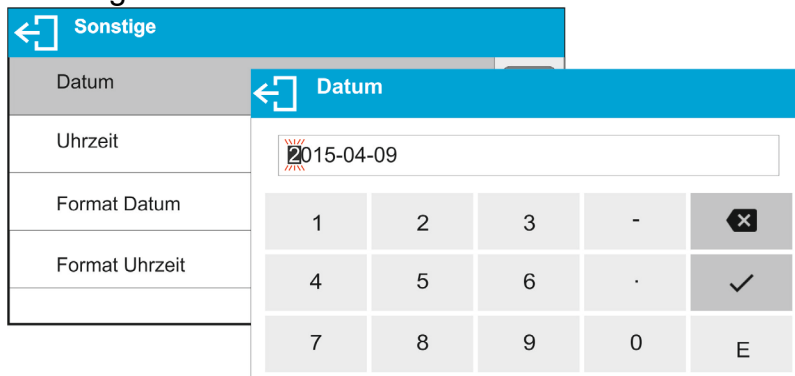 Sonstige
Datum
Uhrzeit
Format Datum
Format Uhrzeit
Datum
2015-04-09
1 2 3 -
4 5 6 .
7 8 9 0 E